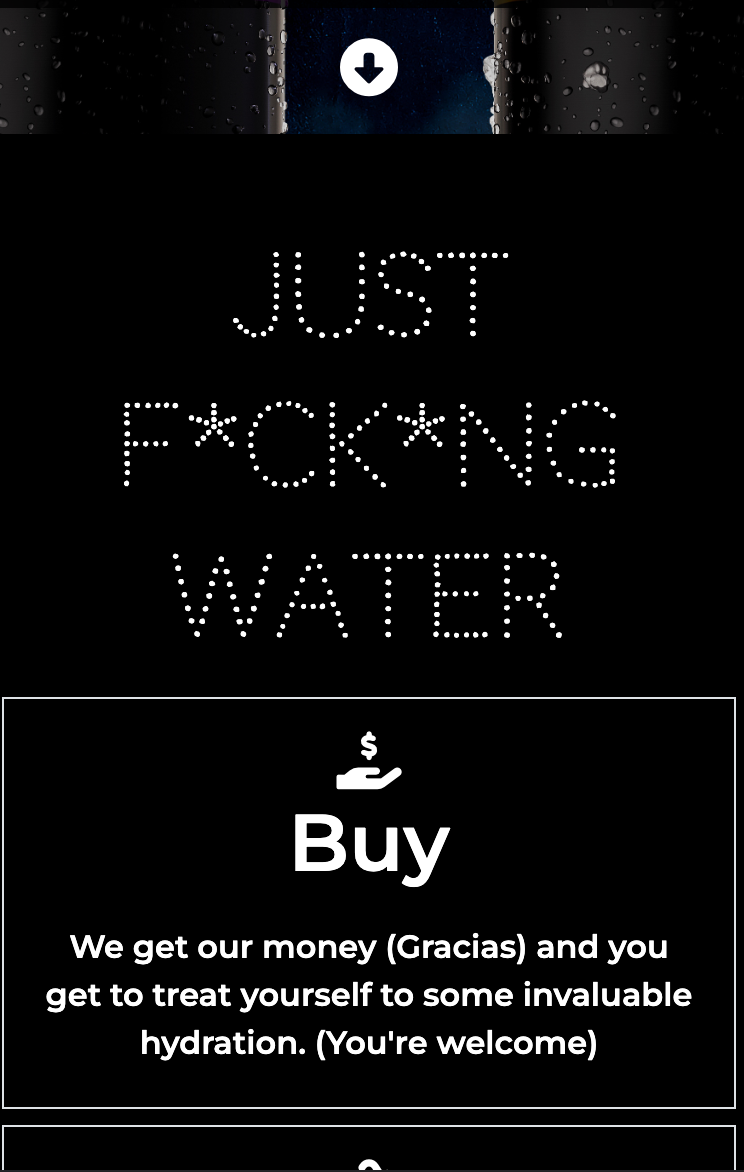 JUST
F*CK*NG
WATER
$
Buy
We get our money (Gracias) and you
get to treat yourself to some invaluable
hydration. (You're welcome)